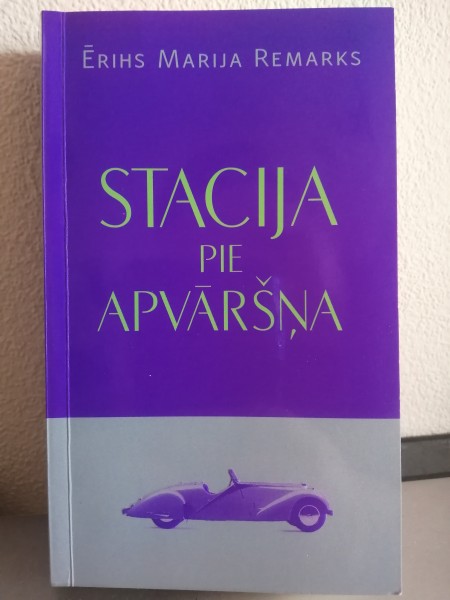 Ērihs Marija Remarks
STACIJA
PIE
APVĀRŠŅA